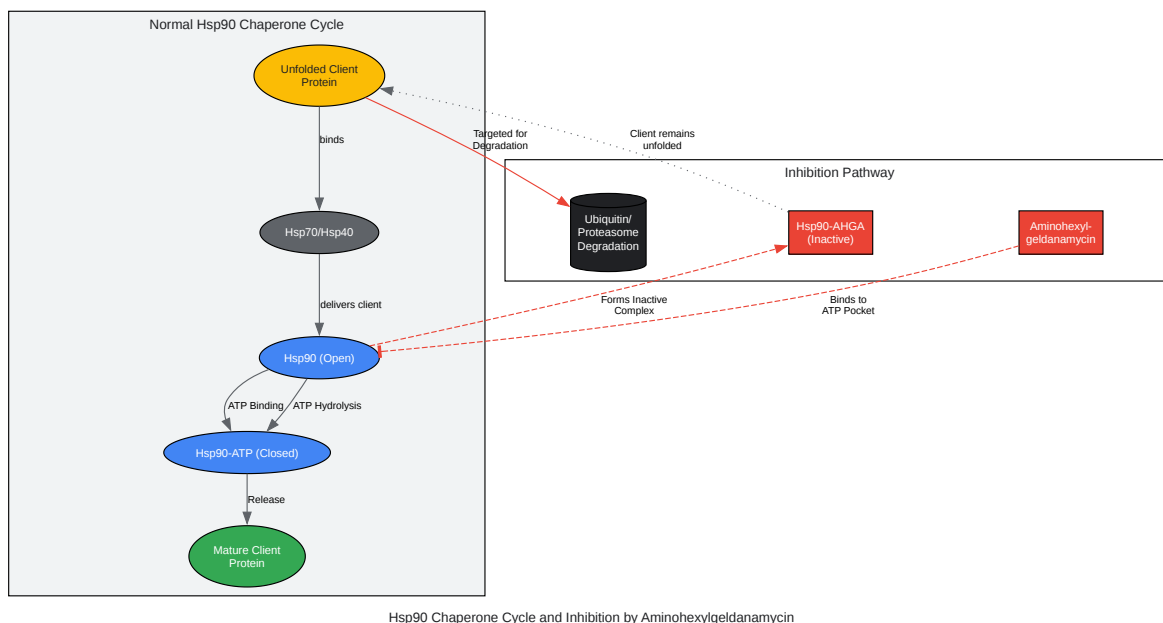 Normal Hsp90 Chaperone Cycle
Unfolded Client
Protein
Targeted for
Degradation
Client remains
unfolded
binds
Inhibition Pathway
Ubiquitin/
Proteasome
Degradation
Hsp90-AHGA
(Inactive)
Aminohexyl-
geldanamycin
Hsp70/Hsp40
delivers client
Forms Inactive
Complex
Binds to
ATP Pocket
Hsp90 (Open)
ATP Binding
ATP Hydrolysis
Hsp90-ATP (Closed)
Release
Mature Client
Protein
Hsp90 Chaperone Cycle and Inhibition by Aminohexylgeldanamycin